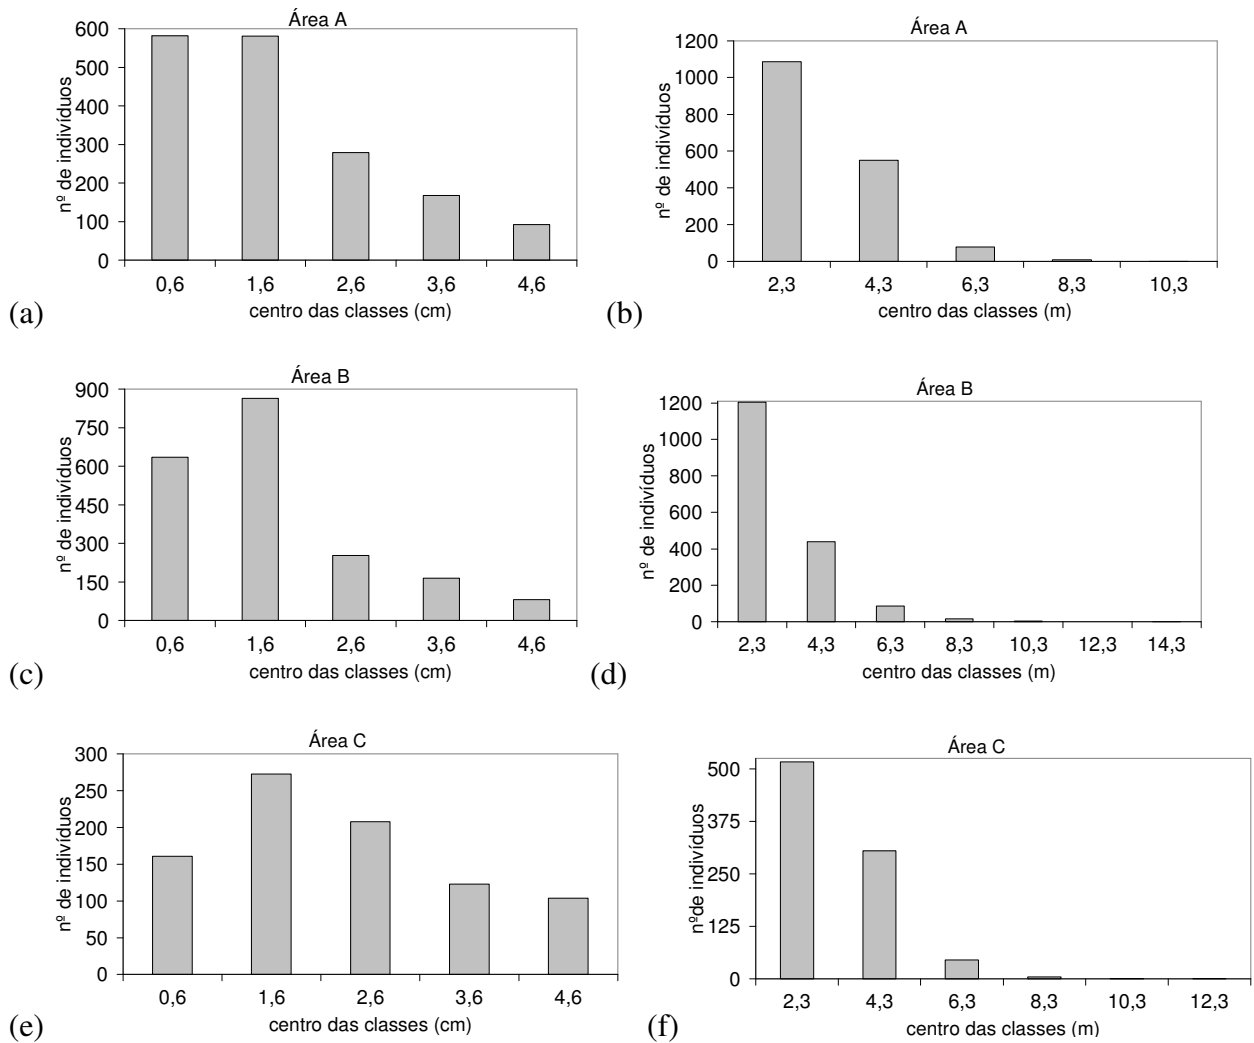 Área A
600
500
400
300
200
100
0
nº de indivíduos
0,6 1,6 2,6 3,6 4,6
centro das classes (cm)
(a)
Área A
1200
1000
800
600
400
200
0
nº de indivíduos
2,3 4,3 6,3 8,3 10,3
centro das classes (m)
(b)
Área B
900
750
600
450
300
150
0
nº de indivíduos
0,6 1,6 2,6 3,6 4,6
centro das classes (cm)
(c)
Área B
1200
1000
800
600
400
200
0
nº de indivíduos
2,3 4,3 6,3 8,3 10,3 12,3 14,3
centro das classes (m)
(d)
Área C
300
250
200
150
100
50
0
nº de indivíduos
0,6 1,6 2,6 3,6 4,6
centro das classes (cm)
(e)
Área C
500
375
250
125
0
nºde indivíduos
2,3 4,3 6,3 8,3 10,3 12,3
centro das classes (m)
(f)